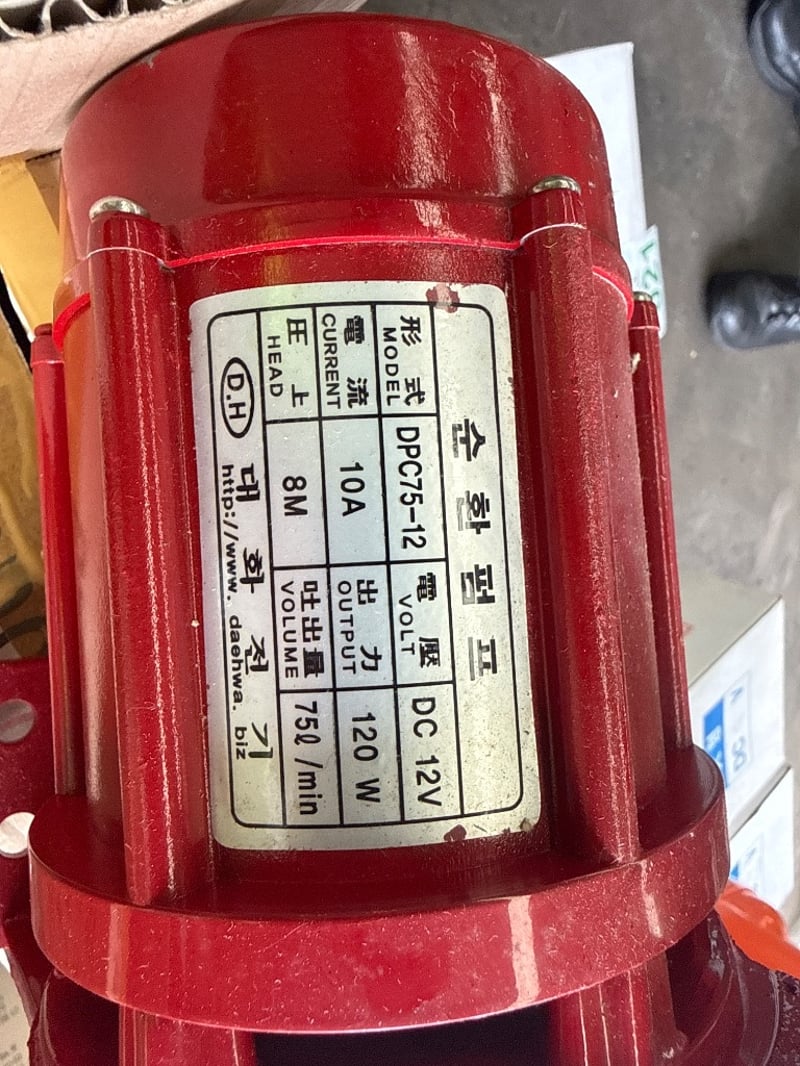 순환펌프
形式 MODEL DPC75-12 電壓 VOLT DC 12V
電流 CURRENT 10A 出力 OUTPUT 120 W
圧上 HEAD 8M 吐出量 VOLUME 75ℓ/min
D.H 대화전기
http://www.daehwa.biz